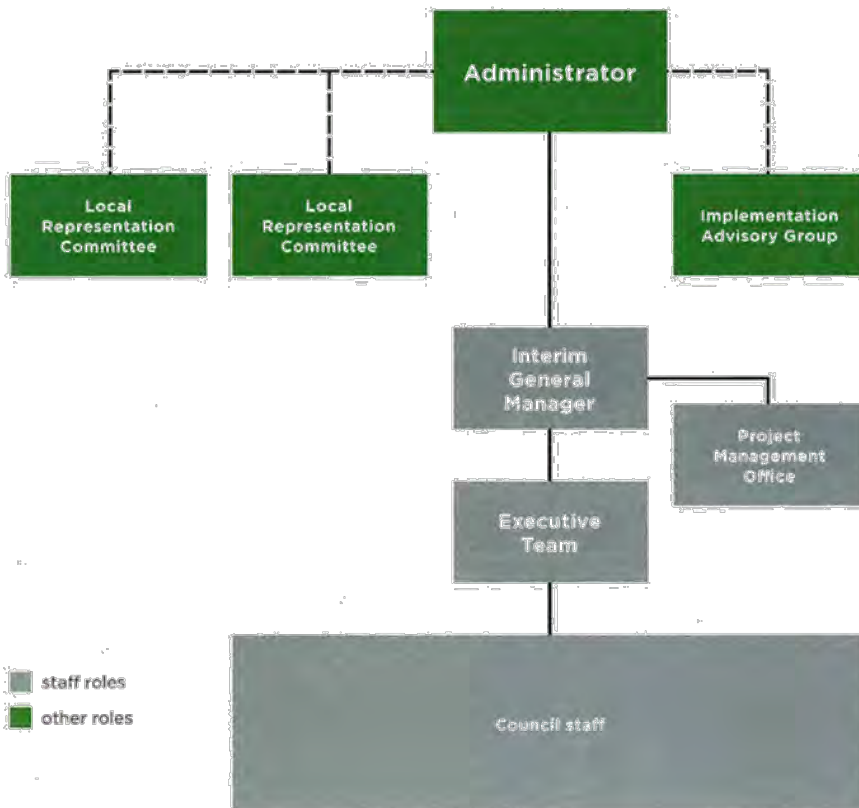 Administrator
Local
Representation
Committee
Local
Representation
Committee
Implementation
Advisory Group
Interim
General
Manager
Project
Management
Office
Executive
Team
staff roles
other roles
Council staff